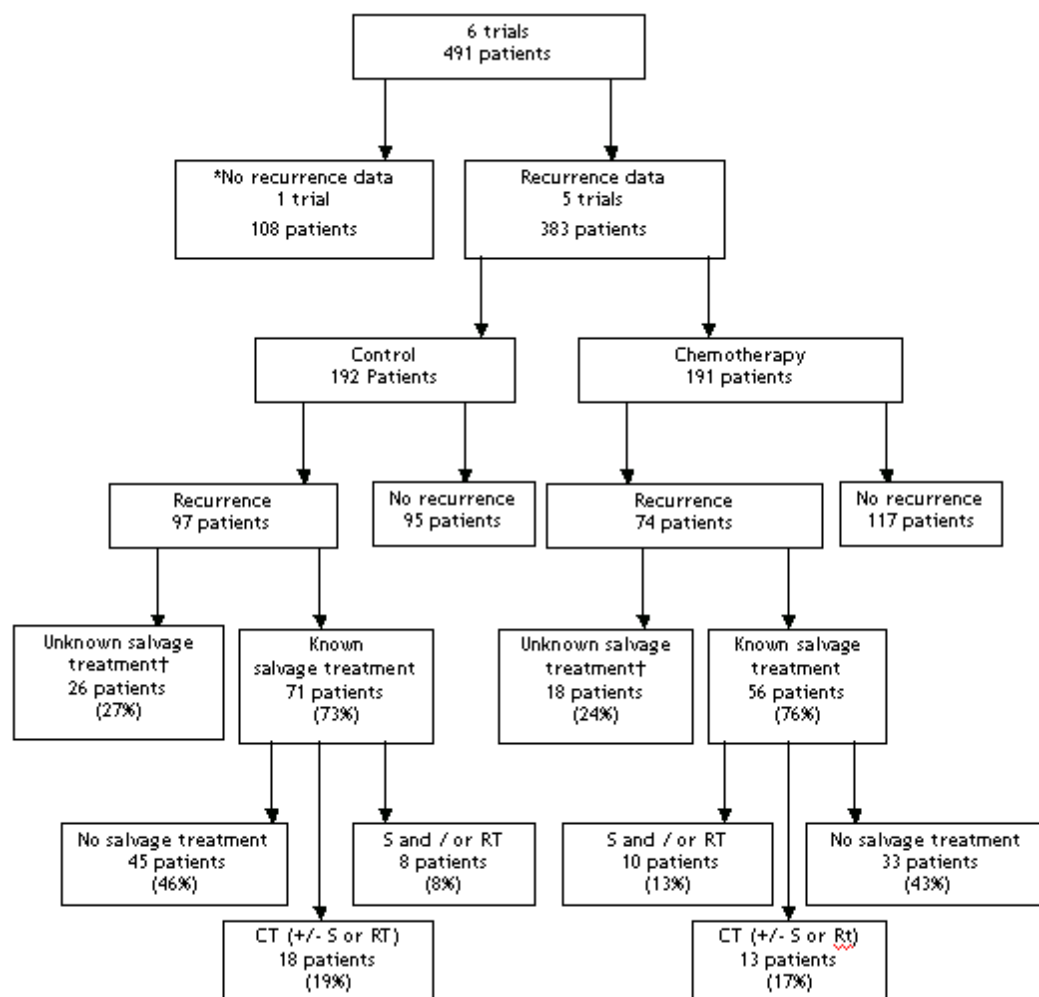 6 trials
491 patients
*No recurrence data
1 trial
108 patients
Recurrence data
5 trials
383 patients
Control
192 Patients
Chemotherapy
191 patients
Recurrence
97 patients
No recurrence
95 patients
Recurrence
74 patients
No recurrence
117 patients
Unknown salvage
treatment†
26 patients
(27%)
Known
salvage treatment
71 patients
(73%)
Unknown salvage
treatment†
18 patients
(24%)
Known salvage
treatment
56 patients
(76%)
No salvage treatment
45 patients
(46%)
S and / or RT
8 patients
(8%)
S and / or RT
10 patients
(13%)
No salvage treatment
33 patients
(43%)
CT (+/- S or RT)
18 patients
(19%)
CT (+/- S or Rt)
13 patients
(17%)